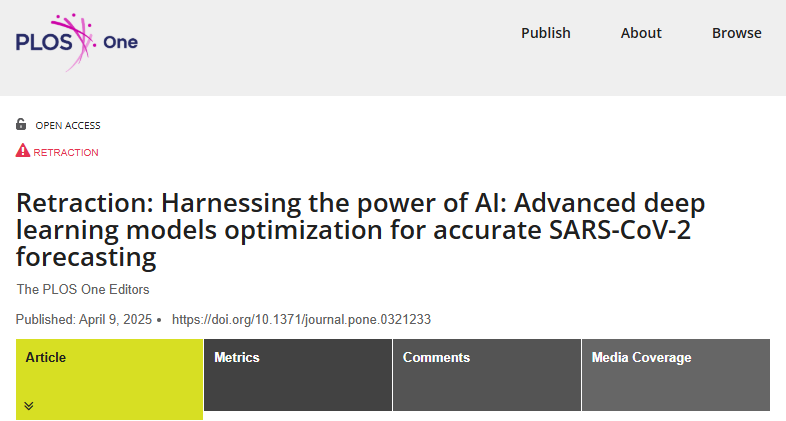 PLOS One
Publish
About
Browse
OPEN ACCESS
RETRACTION
Retraction: Harnessing the power of AI: Advanced deep
learning models optimization for accurate SARS-CoV-2
forecasting
The PLOS One Editors
Published: April 9, 2025 • https://doi.org/10.1371/journal.pone.0321233
Article
Metrics
Comments
Media Coverage